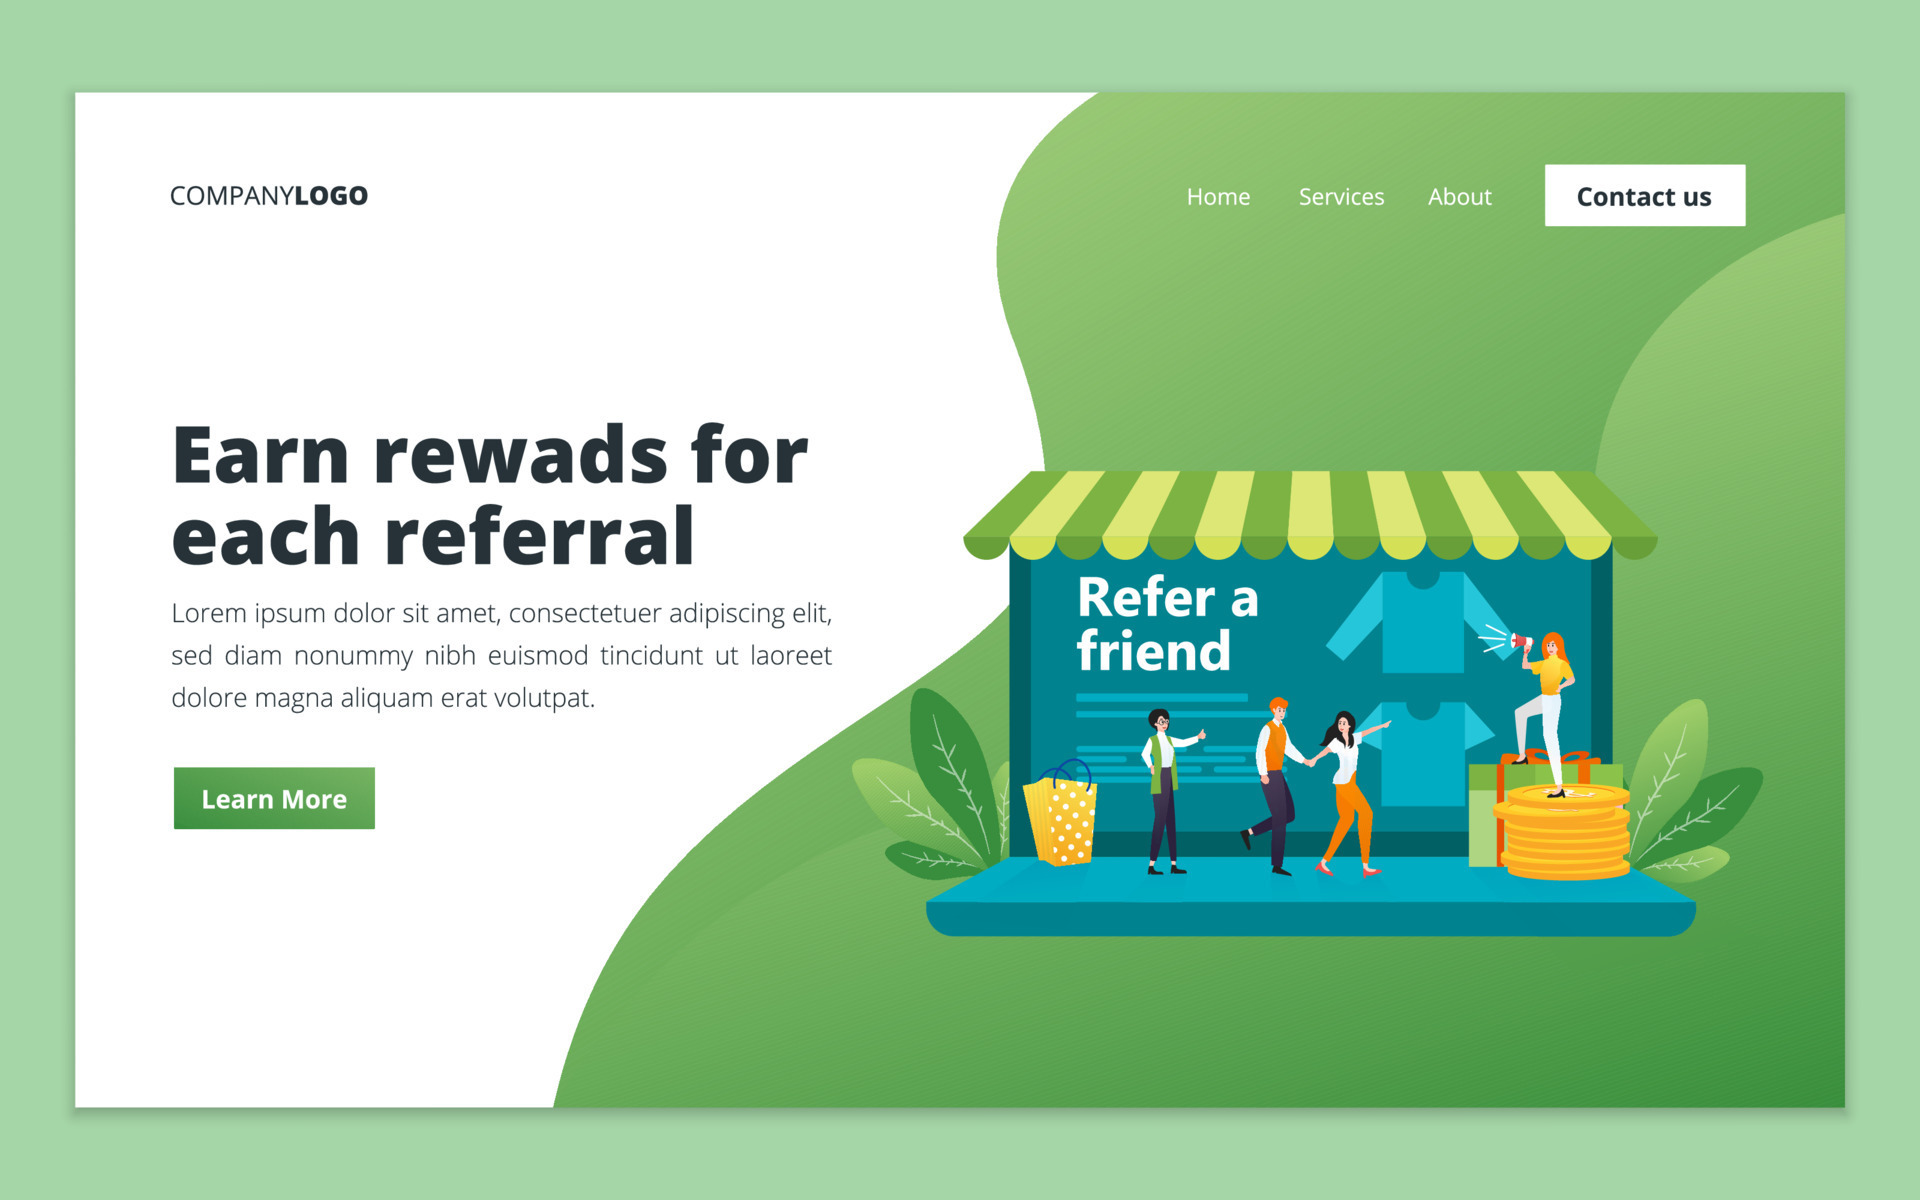 COMPANYLOGO
Home Services About Contact us
Earn rewads for
each referral
Lorem ipsum dolor sit amet, consectetuer adipiscing elit,
sed diam nonummy nibh euismod tincidunt ut laoreet
dolore magna aliquam erat volutpat.
Learn More
Refer a
friend